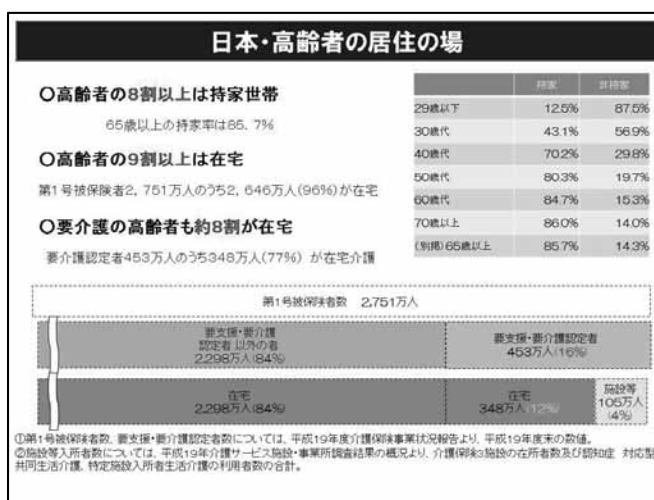 日本・高齢者の居住の場
〇高齢者の8割以上は持家世帯
65歳以上の持家率は85.7%
〇高齢者の9割以上は在宅
第1号被保険者2,751万人のうち2,646万人(96%)が在宅
〇要介護の高齢者も約8割が在宅
要介護認定者453万人のうち348万人(77%) が在宅介護
持家 非持家
29歳以下 12.5% 87.5%
30歳代 43.1% 56.9%
40歳代 70.2% 29.8%
50歳代 80.3% 19.7%
60歳代 84.7% 15.3%
70歳以上 86.0% 14.0%
(別掲)65歳以上 85.7% 14.3%
第1号被保険者数 2,751万人
要支援・要介護
認定者以外の者
2,298万人(84%)
要支援・要介護認定者
453万人(16%)
在宅
2,298万人(84%)
在宅
348万人(12%)
施設等
105万人
(4%)
①第1号被保険者数、要支援・要介護認定者数については、平成19年度介護保険事業状況報告より、平成19年度末の数値。
②施設等入所者数については、平成19年介護サービス施設・事業所調査結果の概況より、介護保険3施設の在所者数及び認知症 対応型
共同生活介護、特定施設入所者生活介護の利用者数の合計。